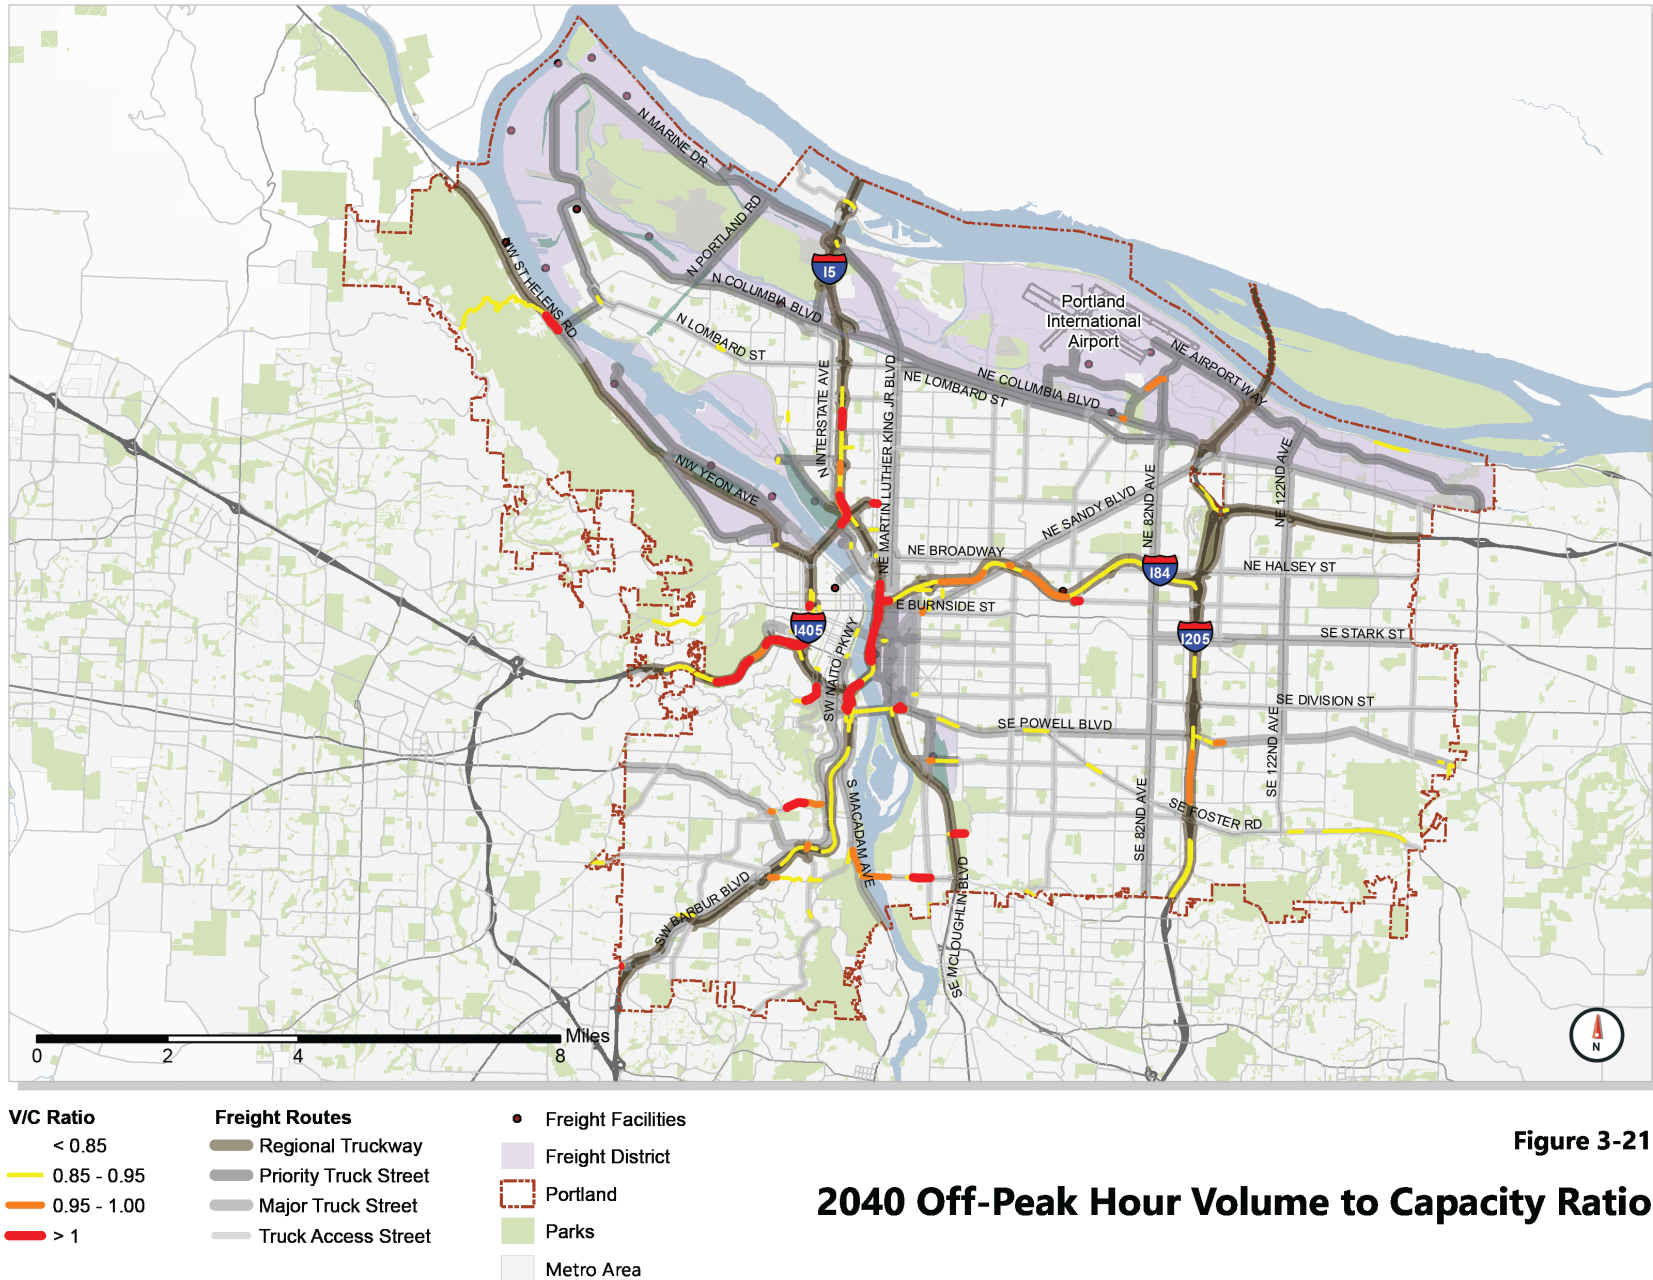 N MARINE DR
N PORTLAND RD
NW ST HELENS RD
I5
N COLUMBIA BLVD
Portland
International
Airport
N LOMBARD ST
NE AIRPORT WAY
N INTERSTATE AVE
NE MARTIN LUTHER KING JR BLVD
NE COLUMBIA BLVD
NE LOMBARD ST
NW YEON AVE
NE SANDY BLVD
NE 82ND AVE
NE 122ND AVE
NE BROADWAY
I84
NE HALSEY ST
E BURNSIDE ST
I405
I205
SE STARK ST
SW NAITO PKWY
SE DIVISION ST
SE POWELL BLVD
SE 122ND AVE
S MACADAM AVE
SE 82ND AVE
SE FOSTER RD
SW BARBUR BLVD
SE MCLOUGHLIN BLVD
Miles
0 2 4 8
N
V/C Ratio
< 0.85
0.85 - 0.95
0.95 - 1.00
> 1
Freight Routes
Regional Truckway
Priority Truck Street
Major Truck Street
Truck Access Street
Freight Facilities
Freight District
Portland
Parks
Metro Area
Figure 3-21
2040 Off-Peak Hour Volume to Capacity Ratio